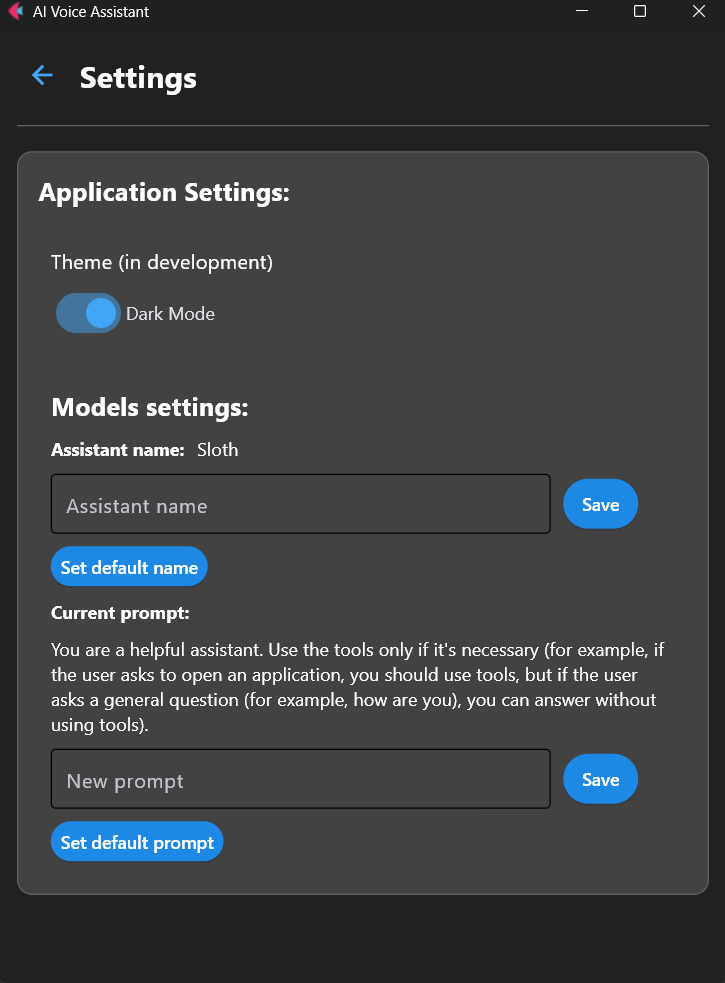 AI Voice Assistant
Settings
Application Settings:
Theme (in development)
Dark Mode
Models settings:
Assistant name: Sloth
Assistant name
Save
Set default name
Current prompt:
You are a helpful assistant. Use the tools only if it's necessary (for example, if
the user asks to open an application, you should use tools, but if the user
asks a general question (for example, how are you), you can answer without
using tools).
New prompt
Save
Set default prompt